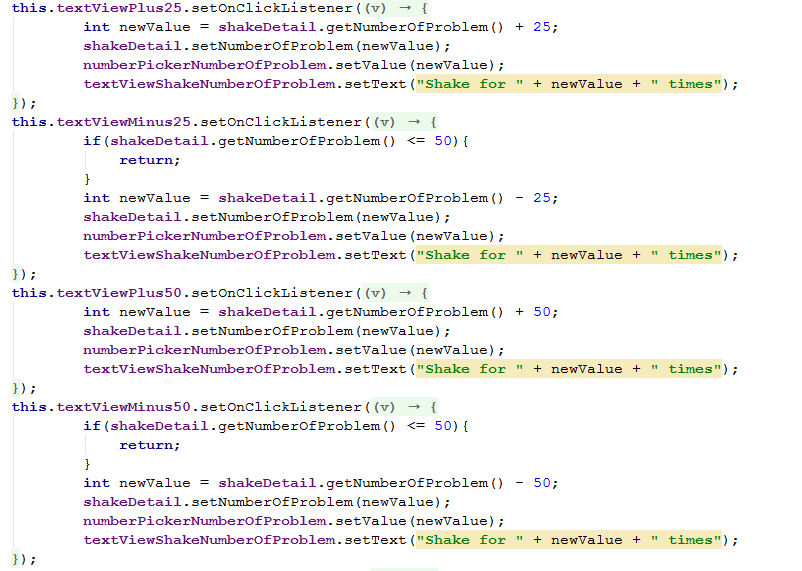 this.textViewPlus25.setOnClickListener((v) → {
        int newValue = shakeDetail.getNumberOfProblem() + 25;
        shakeDetail.setNumberOfProblem(newValue);
        numberPickerNumberOfProblem.setValue(newValue);
        textViewShakeNumberOfProblem.setText("Shake for " + newValue + " times");
});
this.textViewMinus25.setOnClickListener((v) → {
        if(shakeDetail.getNumberOfProblem() <= 50){
            return;
        }
        int newValue = shakeDetail.getNumberOfProblem() - 25;
        shakeDetail.setNumberOfProblem(newValue);
        numberPickerNumberOfProblem.setValue(newValue);
        textViewShakeNumberOfProblem.setText("Shake for " + newValue + " times");
});
this.textViewPlus50.setOnClickListener((v) → {
        int newValue = shakeDetail.getNumberOfProblem() + 50;
        shakeDetail.setNumberOfProblem(newValue);
        numberPickerNumberOfProblem.setValue(newValue);
        textViewShakeNumberOfProblem.setText("Shake for " + newValue + " times");
});
this.textViewMinus50.setOnClickListener((v) → {
        if(shakeDetail.getNumberOfProblem() <= 50){
            return;
        }
        int newValue = shakeDetail.getNumberOfProblem() - 50;
        shakeDetail.setNumberOfProblem(newValue);
        numberPickerNumberOfProblem.setValue(newValue);
        textViewShakeNumberOfProblem.setText("Shake for " + newValue + " times");
});